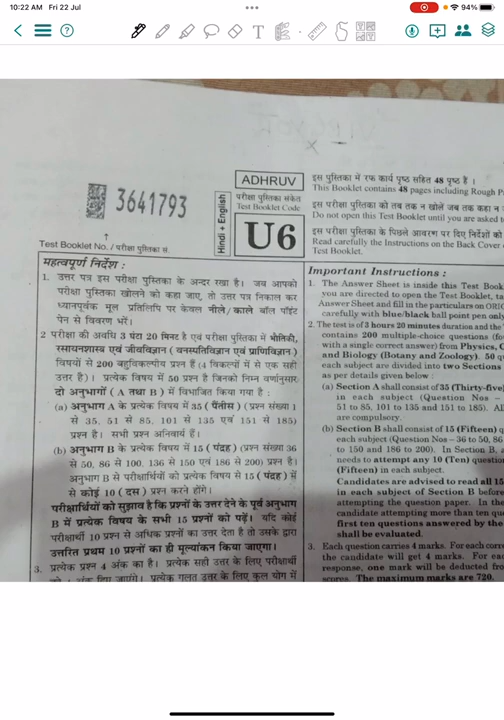 10:22 AM Fri 22 Jul
94%
ADHRUV
3641793
Hindi + English
परीक्षा पुस्तिका संकेत
Test Booklet Code
U6
इस पुस्तिका में रफ कार्य पृष्ठ सहित 48 पृष्ठ हैं ।
This Booklet contains 48 pages including Rough
इस परीक्षा पुस्तिका को तब तक न खोलें जब तक कहा न
Do not open this Test Booklet until you are asked to
इस परीक्षा पुस्तिका के पिछले आवरण पर दिए निर्देशों को
Read carefully the Instructions on the Back Cover
Test Booklet.
Test Booklet No. / परीक्षा पुस्तिका सं.
महत्वपूर्ण निर्देश :
1. उत्तर पत्र इस परीक्षा पुस्तिका के अन्दर रखा है । जब आपको
परीक्षा पुस्तिका खोलने को कहा जाए, तो उत्तर पत्र निकाल कर
ध्यानपूर्वक मूल प्रतिलिपि पर केवल नीले / काले बॉल पॉइंट
पेन से विवरण भरें ।
2 परीक्षा की अवधि 3 घंटा 20 मिनट है एवं परीक्षा पुस्तिका में भौतिकी,
रसायनशास्त्र एवं जीवविज्ञान (वनस्पतिविज्ञान एवं प्राणिविज्ञान)
विषयों से 200 बहुविकल्पीय प्रश्न हैं (4 विकल्पों में से एक सही
उत्तर है) । प्रत्येक विषय में 50 प्रश्न है जिनको निम्न वर्णानुसार
दो अनुभागों (A तथा B) में विभाजित किया गया है :
(a) अनुभाग A के प्रत्येक विषय में 35 (पैंतीस) (प्रश्न संख्या 1
से 35, 51 से 85, 101 से 135 एवं 151 से 185)
प्रश्न है । सभी प्रश्न अनिवार्य हैं ।
(b) अनुभाग B के प्रत्येक विषय में 15 (पंद्रह) (प्रश्न संख्या 36
से 50, 86 से 100, 136 से 150 एवं 186 से 200) प्रश्न है ।
अनुभाग B से परीक्षार्थियों को प्रत्येक विषय से 15 (पंद्रह) में
से कोई 10 (दस) प्रश्न करने होंगे ।
परीक्षार्थियों को सुझाव है कि प्रश्नों के उत्तर देने के पूर्व अनुभाग
B में प्रत्येक विषय के सभी 15 प्रश्नों को पढ़ें । यदि कोई
परीक्षार्थी 10 प्रश्न से अधिक प्रश्नों का उत्तर देता है तो उसके द्वारा
उत्तरित प्रथम 10 प्रश्नों का ही मूल्यांकन किया जाएगा ।
3. प्रत्येक प्रश्न 4 अंक का है । प्रत्येक सही उत्तर के लिए परीक्षार्थी
को 4 अंक दिए जाएंगे । प्रत्येक गलत उत्तर के लिए कुल योग में
Important Instructions :
1. The Answer Sheet is inside this Test Book
you are directed to open the Test Booklet, ta
Answer Sheet and fill in the particulars on ORI
carefully with blue/black ball point pen only
2. The test is of 3 hours 20 minutes duration and the
contains 200 multiple-choice questions (fo
with a single correct answer) from Physics, C
and Biology (Botany and Zoology). 50 q
each subject are divided into two Sections
as per details given below :
(a) Section A shall consist of 35 (Thirty-five)
in each subject (Question Nos –
51 to 85, 101 to 135 and 151 to 185). Al
are compulsory.
(b) Section B shall consist of 15 (Fifteen) q
each subject (Question Nos – 36 to 50, 86
to 150 and 186 to 200). In Section B, a
needs to attempt any 10 (Ten) question
(Fifteen) in each subject.
Candidates are advised to read all 15
in each subject of Section B before
attempting the question paper. In the
candidate attempting more than ten que
first ten questions answered by the
shall be evaluated.
3. Each question carries 4 marks. For each corre
the candidate will get 4 marks. For eac
response, one mark will be deducted fro
scores. The maximum marks are 720.